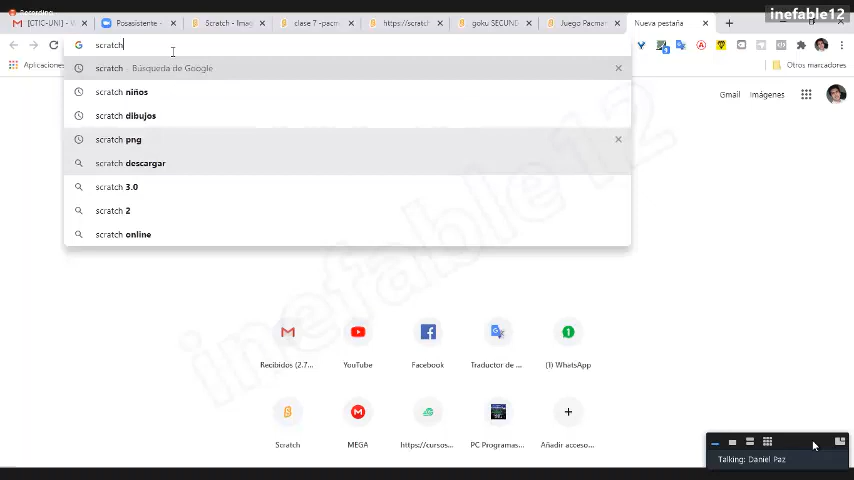 Recording
inefable12
[CTIC-UNI] - V
Posasistente -
Scratch - Imag
clase 7 -pacm
https://scratch
goku SECUND
Juego Pacma
Nueva pestaña
scratch
Aplicaciones
Otros marcadores
scratch - Búsqueda de Google
scratch niños
scratch dibujos
scratch png
scratch descargar
scratch 3.0
scratch 2
scratch online
Gmail Imágenes
inefable12
Recibidos (2.7... YouTube Facebook Traductor de ... (1) WhatsApp
Scratch MEGA https://cursos... PC Programas... Añadir acceso...
Talking: Daniel Paz